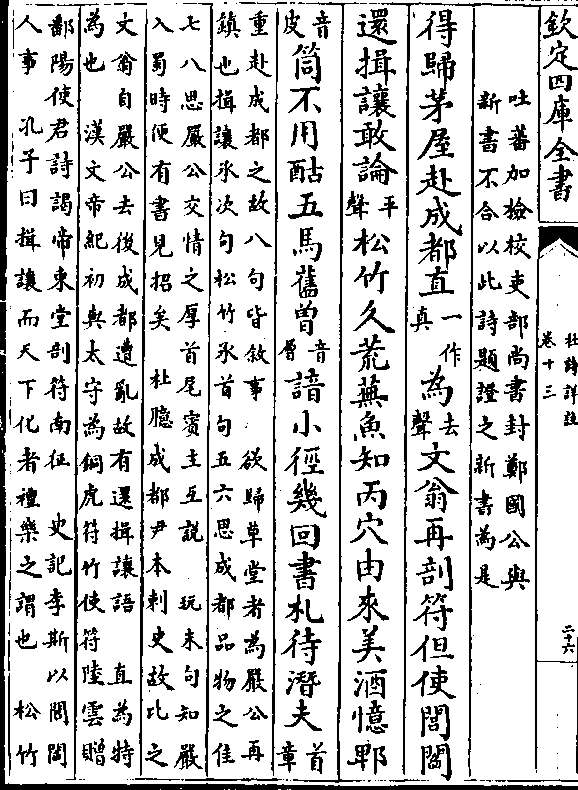 欽定四庫全書
杜詩詳註
卷十三
二十六
吐蕃加檢校吏部尚書封鄭國公與
新書不合以此詩題證之新書為是
得歸茅屋赴成都直一作真為去聲文翁再剖符但使閭閻
還揖讓敢論平聲松竹久荒蕪魚知丙穴由來美酒憶郫
音皮筒不用酤五馬舊曾音層諳小徑幾回書札待潛夫首章
重赴成都之故八句皆敘事 欲歸草堂者為嚴公再
鎮也揖讓承次句松竹承首句五六思成都品物之佳
七八思嚴公交情之厚首尾賓主互說 玩末句知嚴
入蜀時便有書見招矣 杜臆成都尹本刺史故比之
文翁自嚴公去後成都遭亂故有還揖讓語 直為特
為也 漢文帝紀初與太守為銅虎符竹使符陸雲贈
鄱陽使君詩謁帝東堂剖符南征 史記李斯以閭閻
人事 孔子曰揖讓而天下化者禮樂之謂也 松竹